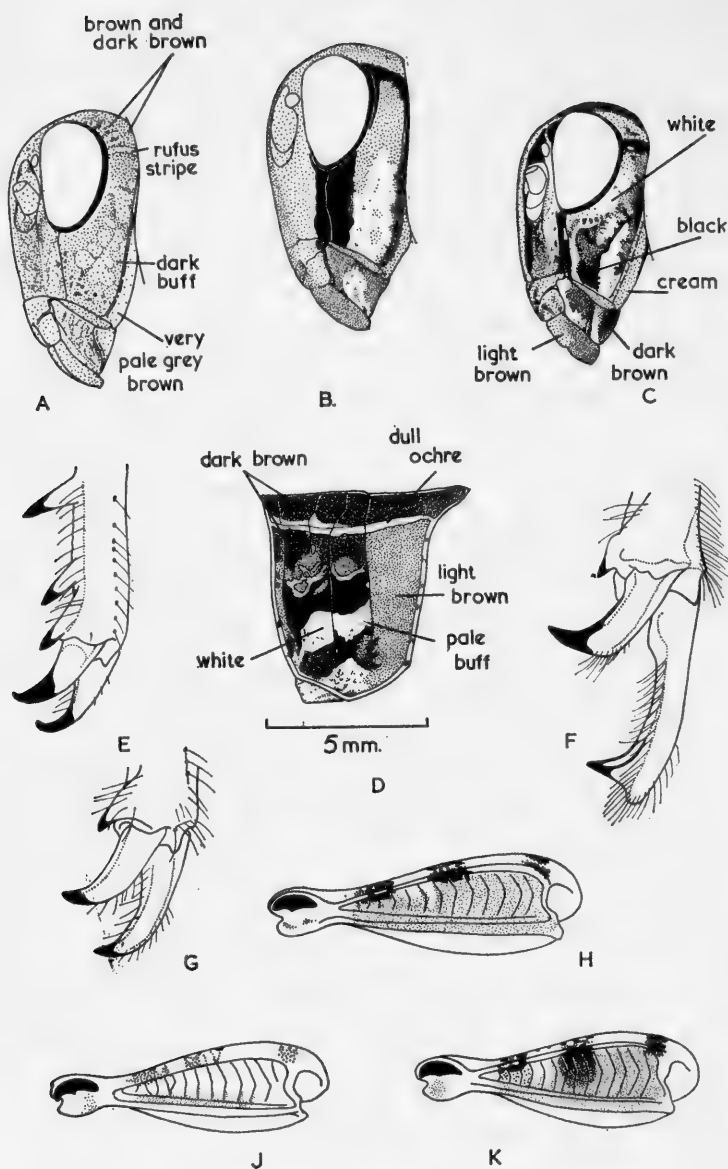 brown and
dark brown
rufus
stripe
dark
buff
very
pale grey
brown
A
B.
white
black
cream
light
brown
dark
brown
C
dark brown
dull
ochre
light
brown
white
pale
buff
5 mm.
D
E
F
G
H
J
K